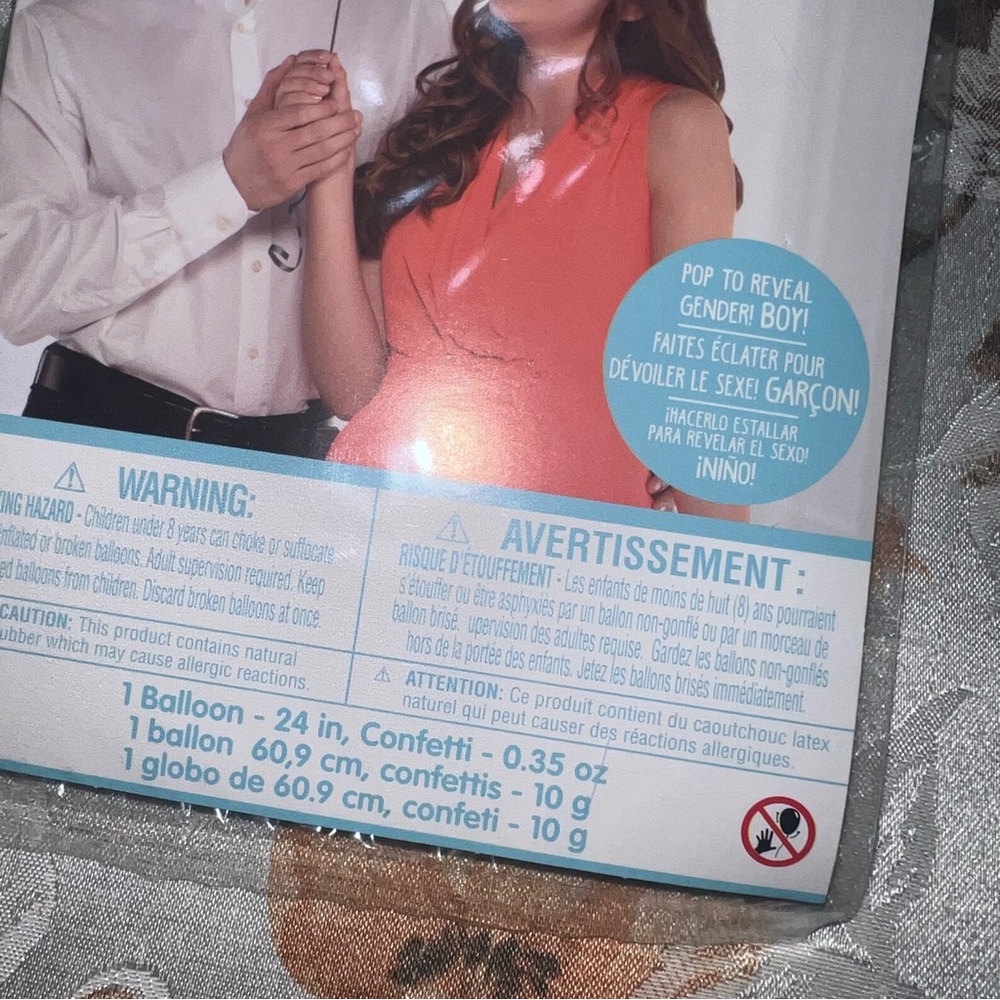 POP TO REVEAL
GENDER! BOY!
FAITES ÉCLATER POUR
DÉVOILER LE SEXE! GARÇON!
¡HACERLO ESTALLAR
PARA REVELAR EL SEXO!
¡NIÑO!
WARNING:
KING HAZARD - Children under 8 years can choke or suffocate
inflated or broken balloons. Adult supervision required. Keep
ed balloons from children. Discard broken balloons at once.
CAUTION: This product contains natural
ubber which may cause allergic reactions.
AVERTISSEMENT :
RISQUE D'ÉTOUFFEMENT - Les enfants de moins de huit (8) ans pourraient
s'étouffer ou être asphyxiés par un ballon non-gonflé ou par un morceau de
ballon brisé. upervision des adultes requise. Gardez les ballons non-gonflés
hors de la portée des enfants. Jetez les ballons brisés immédiatement.
ATTENTION: Ce produit contient du caoutchouc latex
naturel qui peut causer des réactions allergiques.
1 Balloon - 24 in, Confetti - 0.35 oz
1 ballon 60,9 cm, confettis - 10 g
1 globo de 60.9 cm, confeti - 10 g